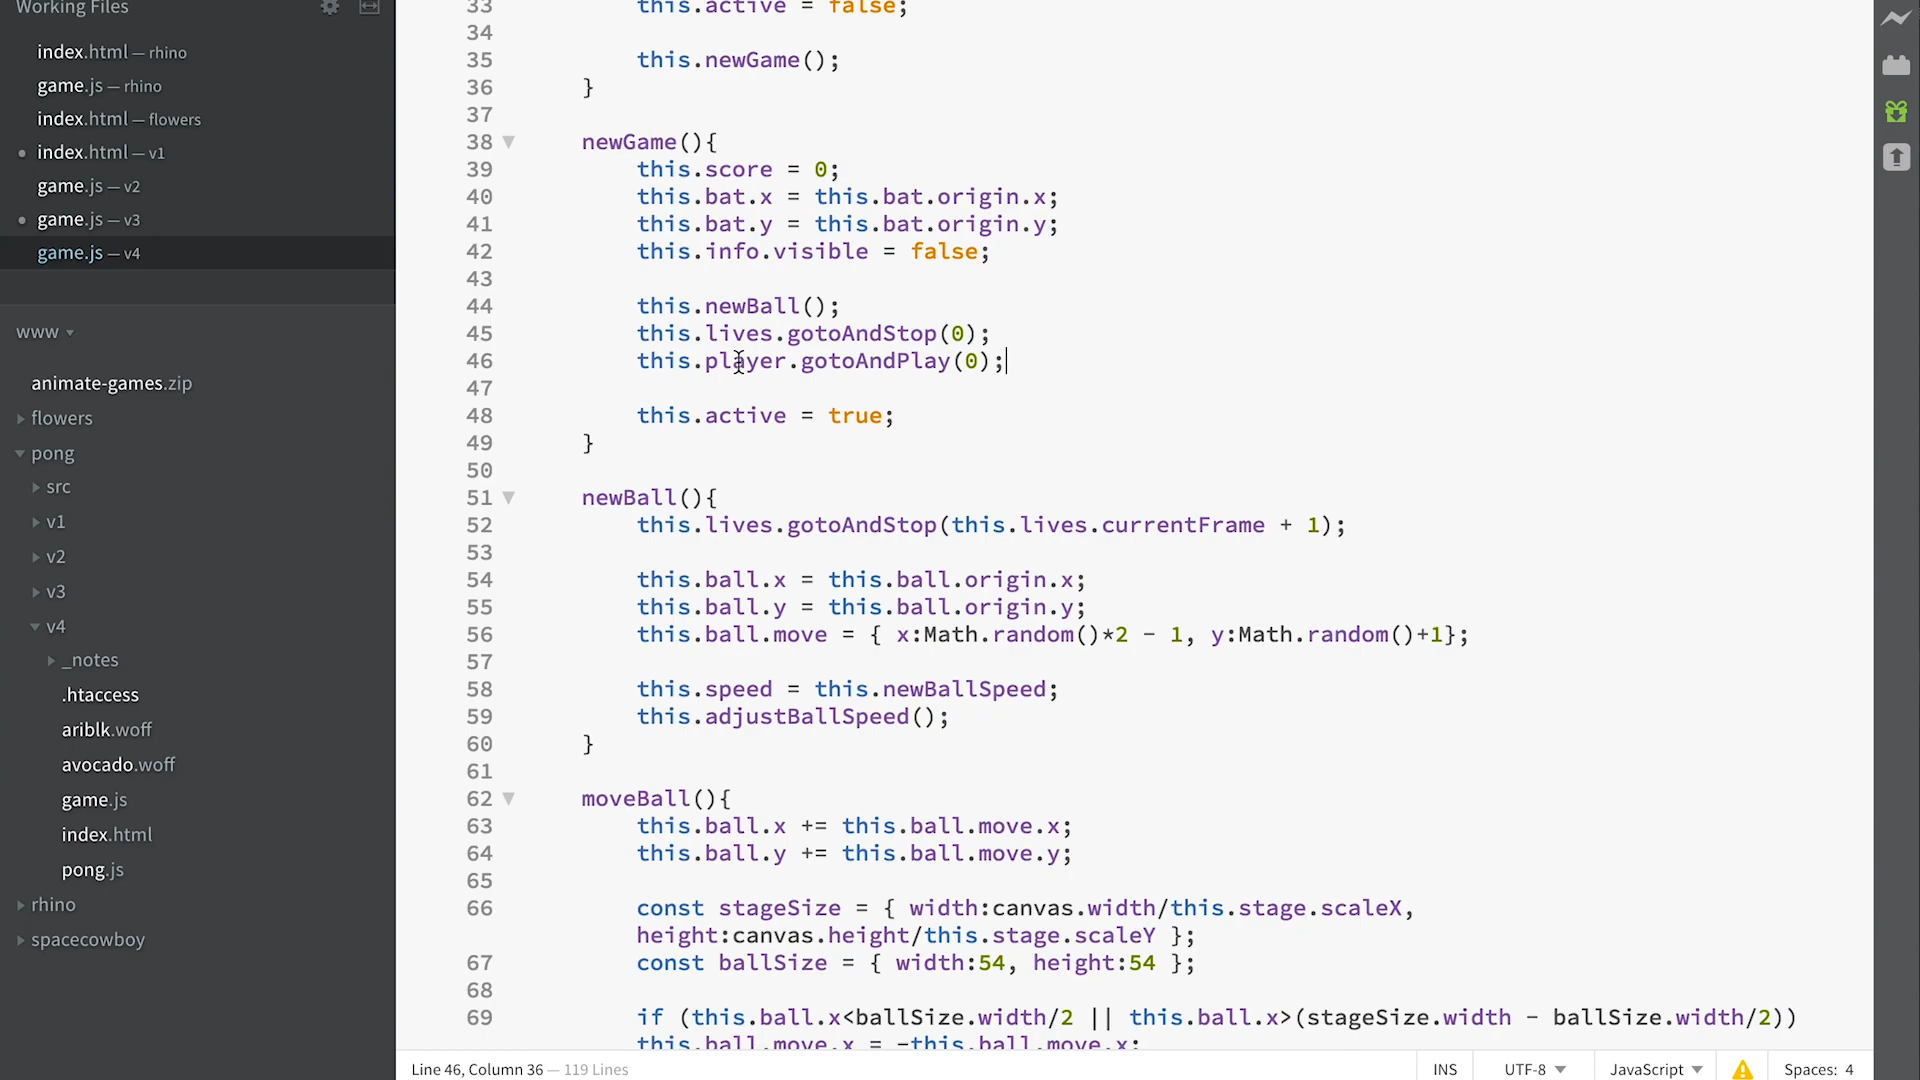 Working Files
index.html — rhino
game.js — rhino
index.html — flowers
index.html — v1
game.js — v2
game.js — v3
game.js — v4
www
animate-games.zip
flowers
pong
src
v1
v2
v3
v4
_notes
.htaccess
ariblk.woff
avocado.woff
game.js
index.html
pong.js
rhino
spacecowboy
33 this.active = false;
34
35 this.newGame();
36 }
37
38 newGame(){
39 this.score = 0;
40 this.bat.x = this.bat.origin.x;
41 this.bat.y = this.bat.origin.y;
42 this.info.visible = false;
43
44 this.newBall();
45 this.lives.gotoAndStop(0);
46 this.player.gotoAndPlay(0);
47
48 this.active = true;
49 }
50
51 newBall(){
52 this.lives.gotoAndStop(this.lives.currentFrame + 1);
53
54 this.ball.x = this.ball.origin.x;
55 this.ball.y = this.ball.origin.y;
56 this.ball.move = { x:Math.random()*2 - 1, y:Math.random()+1};
57
58 this.speed = this.newBallSpeed;
59 this.adjustBallSpeed();
60 }
61
62 moveBall(){
63 this.ball.x += this.ball.move.x;
64 this.ball.y += this.ball.move.y;
65
66 const stageSize = { width:canvas.width/this.stage.scaleX,
height:canvas.height/this.stage.scaleY };
67 const ballSize = { width:54, height:54 };
68
69 if (this.ball.x<ballSize.width/2 || this.ball.x>(stageSize.width - ballSize.width/2))
this.ball.move.x = -this.ball.move.x;
Line 46, Column 36 — 119 Lines
INS UTF-8 JavaScript Spaces: 4